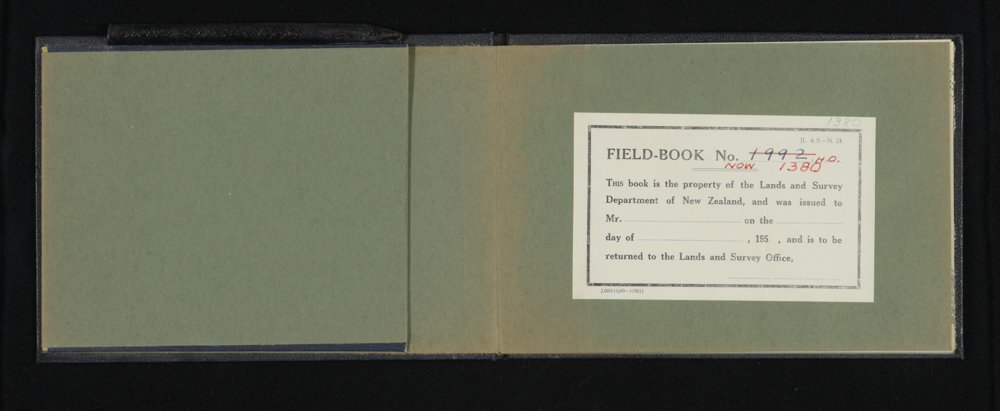 1380
[L. & S.—N. 24.
FIELD-BOOK No. 1992 H.O.
NOW 1380
THIS book is the property of the Lands and Survey
Department of New Zealand, and was issued to
Mr. on the
day of , 195 , and is to be
returned to the Lands and Survey Office,